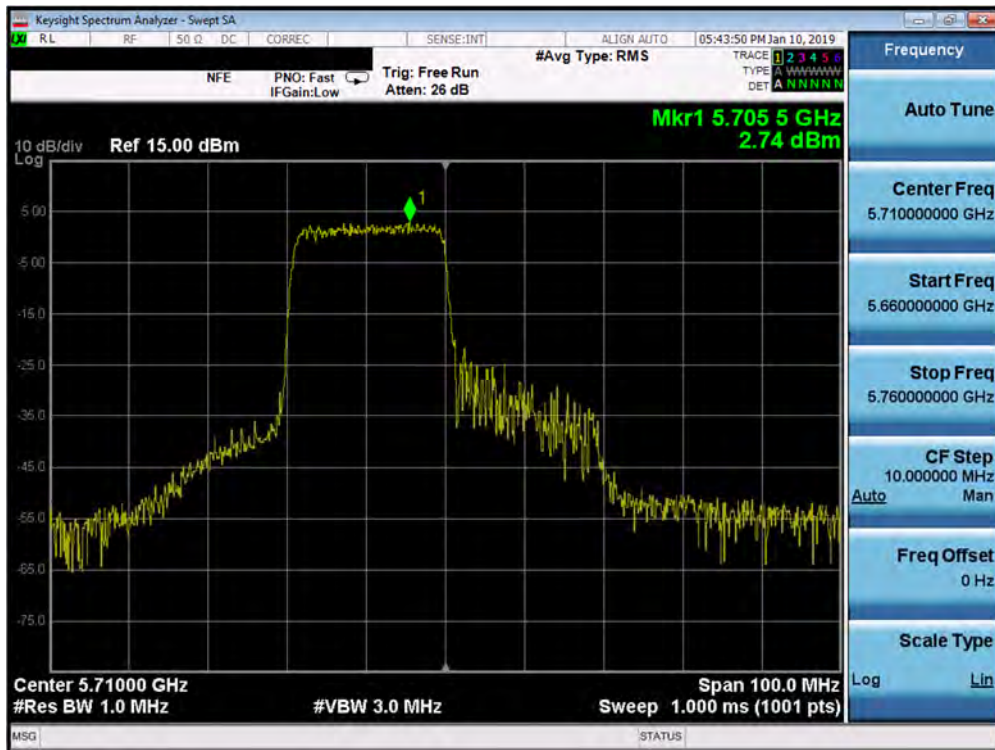 Keysight Spectrum Analyzer - Swept SA
LXI RL RF 50 Ω DC CORREC SENSE:INT ALIGN AUTO 05:43:50 PM Jan 10, 2019
NFE PNO: Fast Trig: Free Run #Avg Type: RMS TRACE 1 2 3 4 5 6
IFGain:Low Atten: 26 dB TYPE A WWWWW
DET A N N N N N
Mkr1 5.705 5 GHz
2.74 dBm
10 dB/div Ref 15.00 dBm
Log
1
5.00
-5.00
-15.0
-25.0
-35.0
-45.0
-55.0
-65.0
-75.0
Center 5.71000 GHz Span 100.0 MHz
#Res BW 1.0 MHz #VBW 3.0 MHz Sweep 1.000 ms (1001 pts)
MSG STATUS
Frequency
Auto Tune
Center Freq
5.710000000 GHz
Start Freq
5.660000000 GHz
Stop Freq
5.760000000 GHz
CF Step
10.000000 MHz
Auto Man
Freq Offset
0 Hz
Scale Type
Log Lin